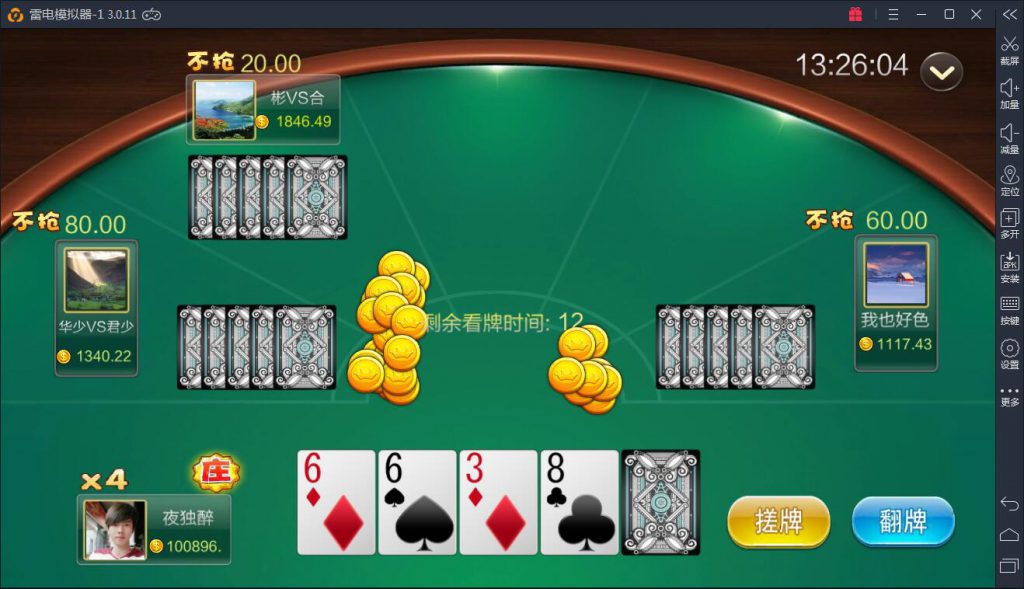 雷电模拟器-1 3.0.11
不抢 20.00
彬VS合
1846.49
13:26:04
截屏
加量
减量
定位
多开
APK
安装
按键
设置
更多
不抢 80.00
华少VS君少
1340.22
不抢 60.00
我也好色
1117.43
剩余看牌时间: 12
x4
庄
夜独醉
100896.
6
6
3
8
搓牌
翻牌